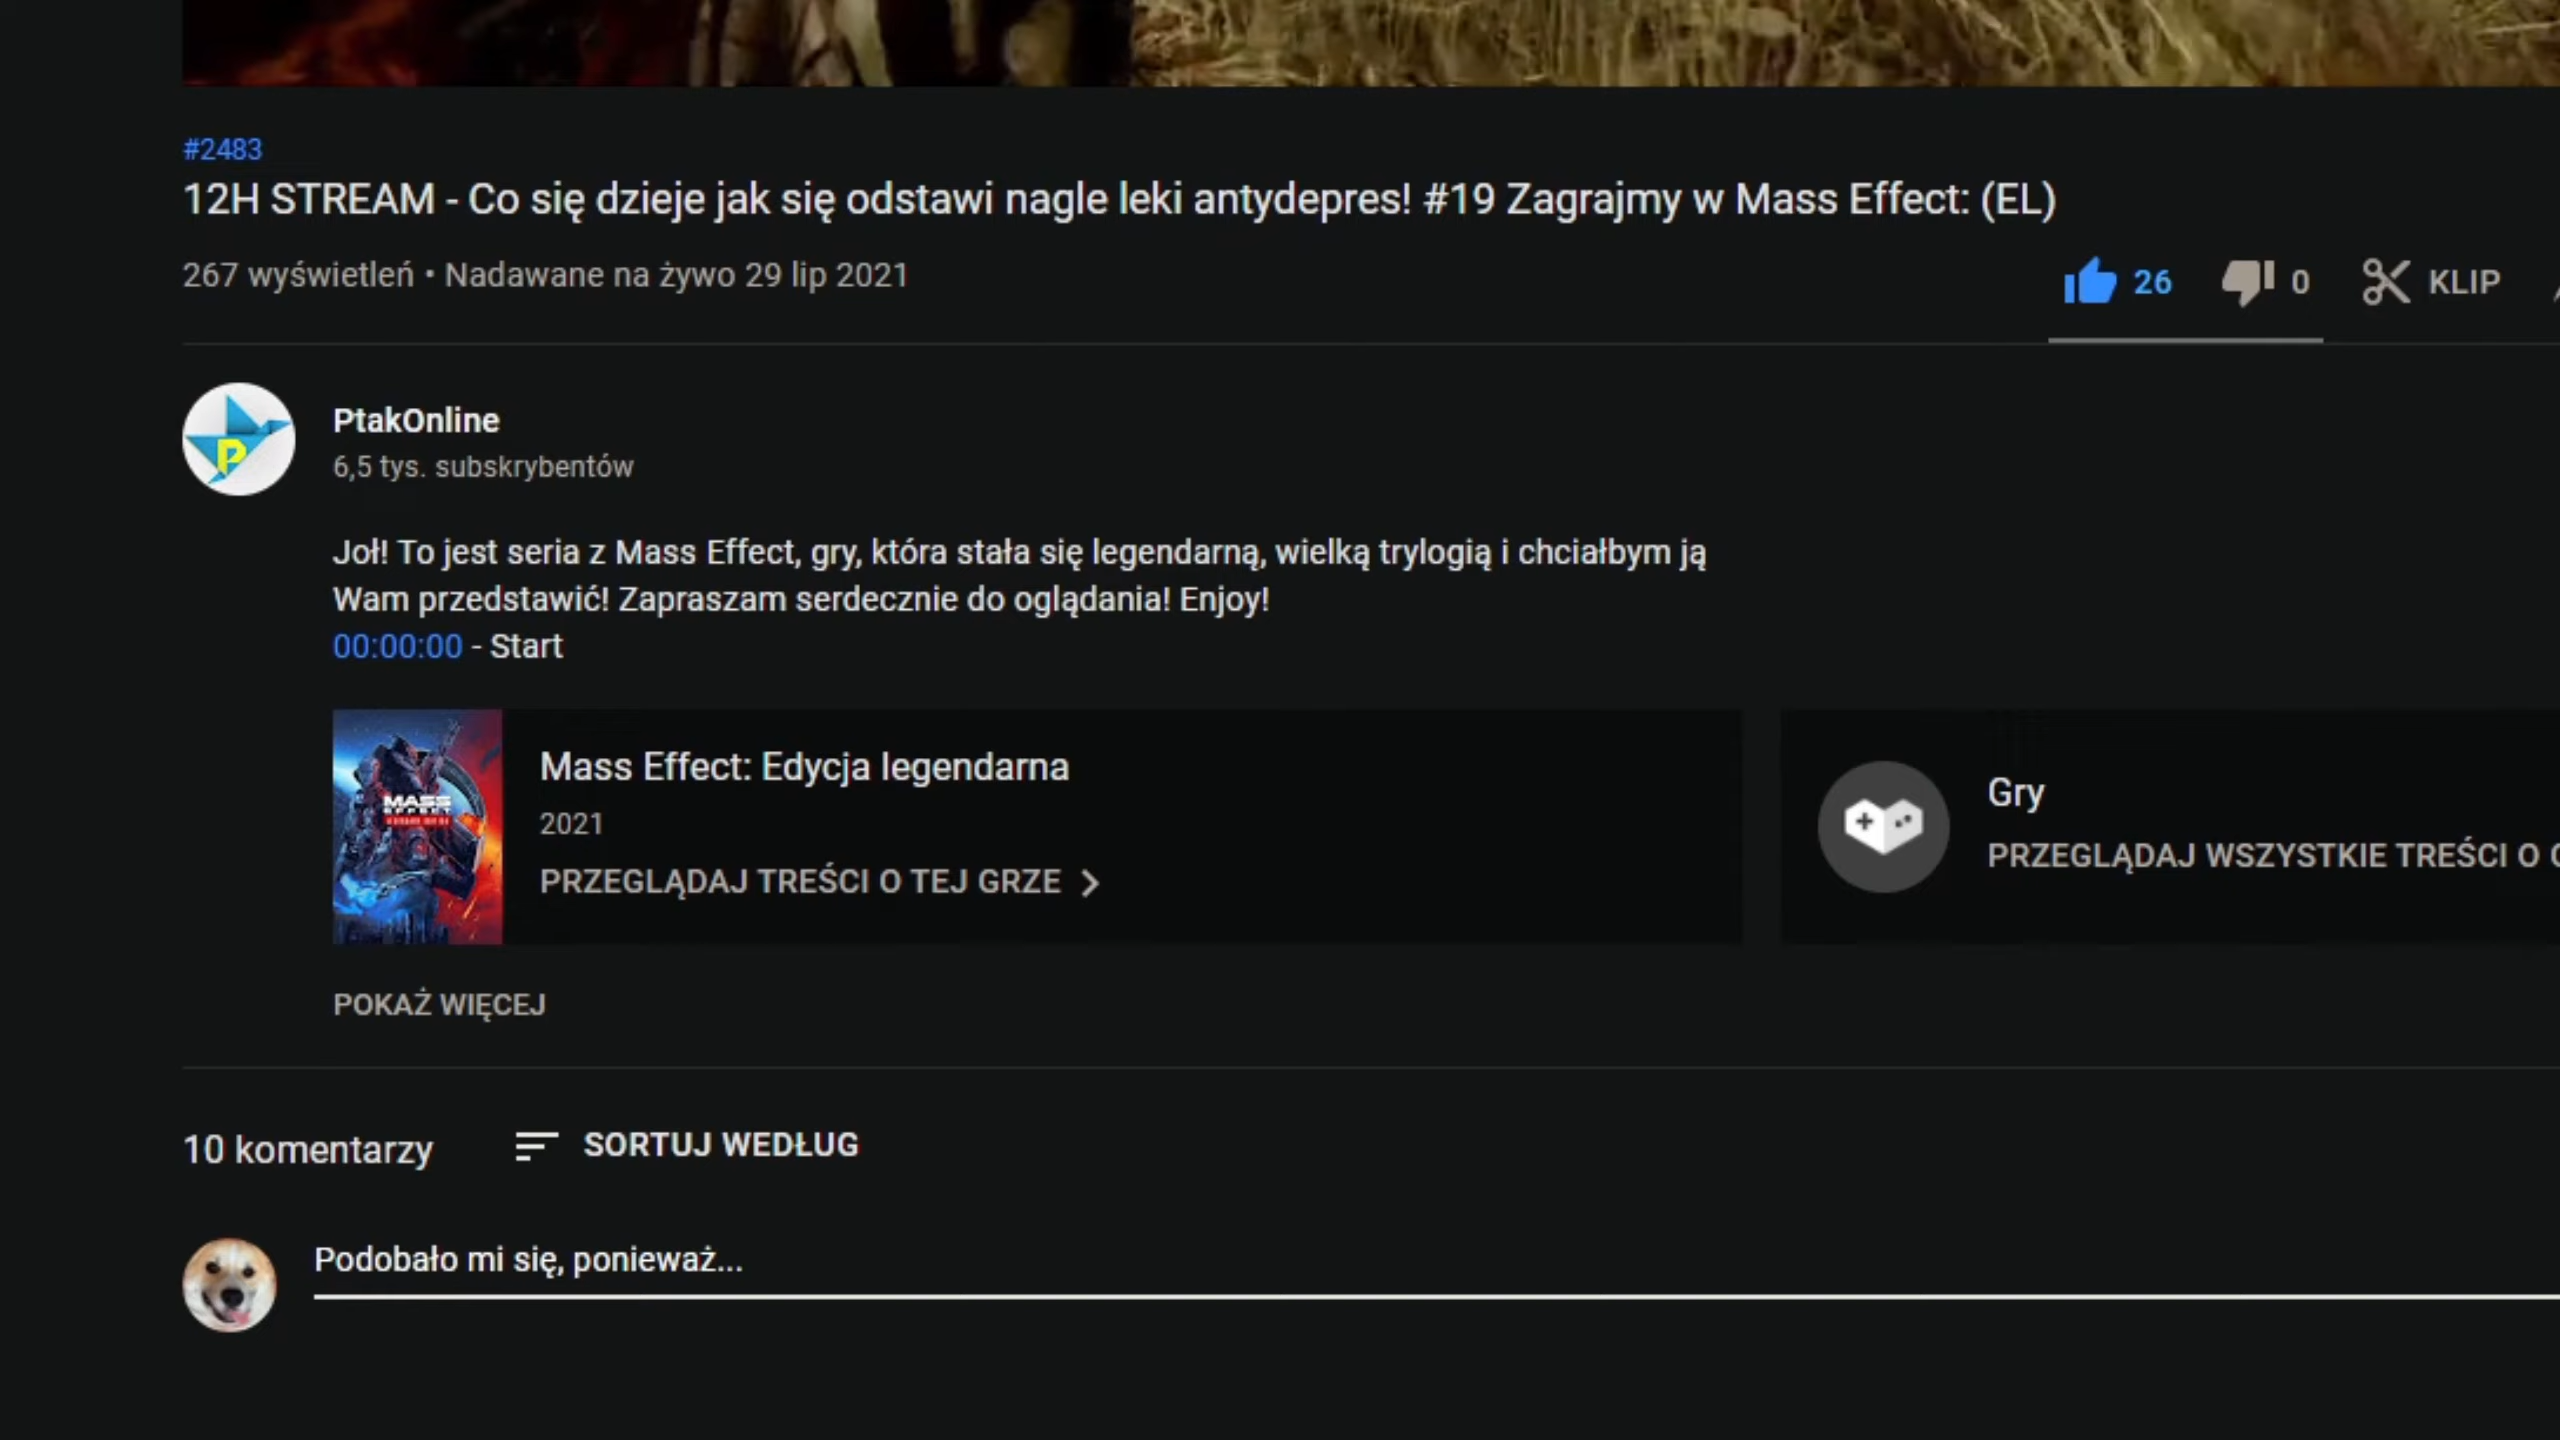 #2483
12H STREAM - Co się dzieje jak się odstawi nagle leki antydepres! #19 Zagrajmy w Mass Effect: (EL)
267 wyświetleń • Nadawane na żywo 29 lip 2021
26 0 KLIP
P
PtakOnline
6,5 tys. subskrybentów
Joł! To jest seria z Mass Effect, gry, która stała się legendarną, wielką trylogią i chciałbym ją
Wam przedstawić! Zapraszam serdecznie do oglądania! Enjoy!
00:00:00 - Start
MASS
EFFECT
Mass Effect: Edycja legendarna
2021
PRZEGLĄDAJ TREŚCI O TEJ GRZE
Gry
PRZEGLĄDAJ WSZYSTKIE TREŚCI O
POKAŻ WIĘCEJ
10 komentarzy
SORTUJ WEDŁUG
Podobało mi się, ponieważ...